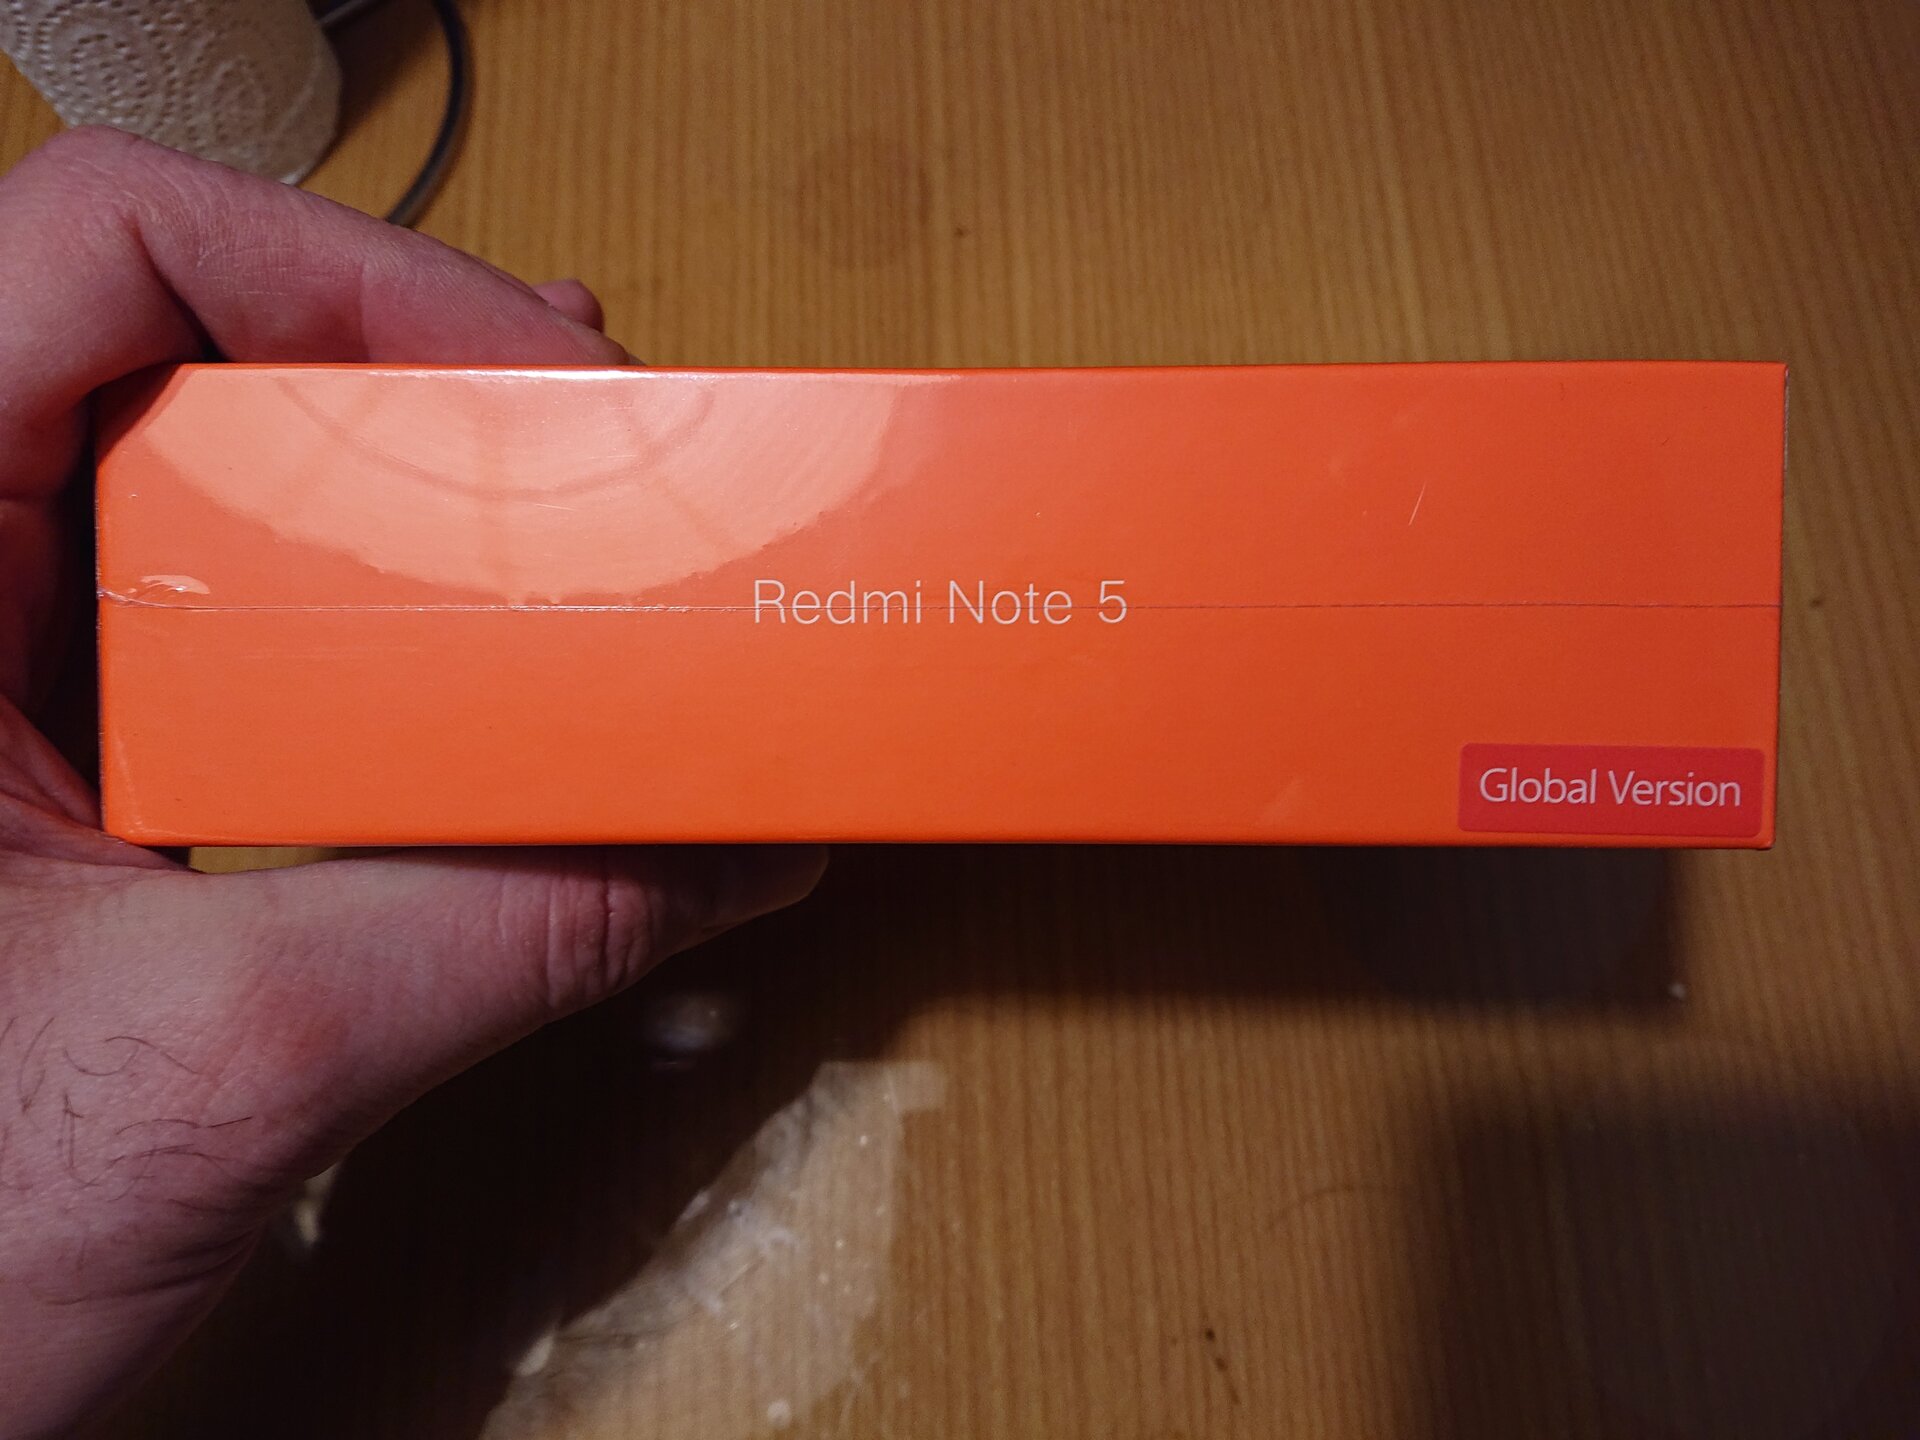 Redmi Note 5
Global Version